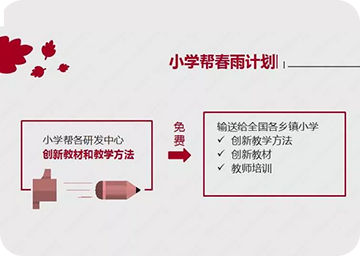 小学帮春雨计划
小学帮各研发中心
创新教材和教学方法
免
费
输送给全国各乡镇小学
✓ 创新教学方法
✓ 创新教材
✓ 教师培训